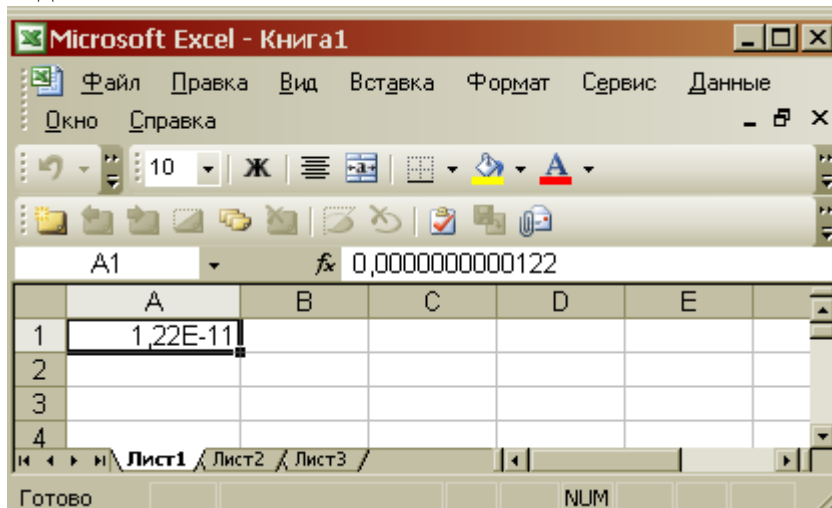 Microsoft Excel - Книга1
Файл Правка Вид Вставка Формат Сервис Данные
Окно Справка
10 Ж А
A1 fx 0,0000000000122
A B C D E
1 1,22E-11
2
3
4
Лист1 Лист2 Лист3
Готово NUM